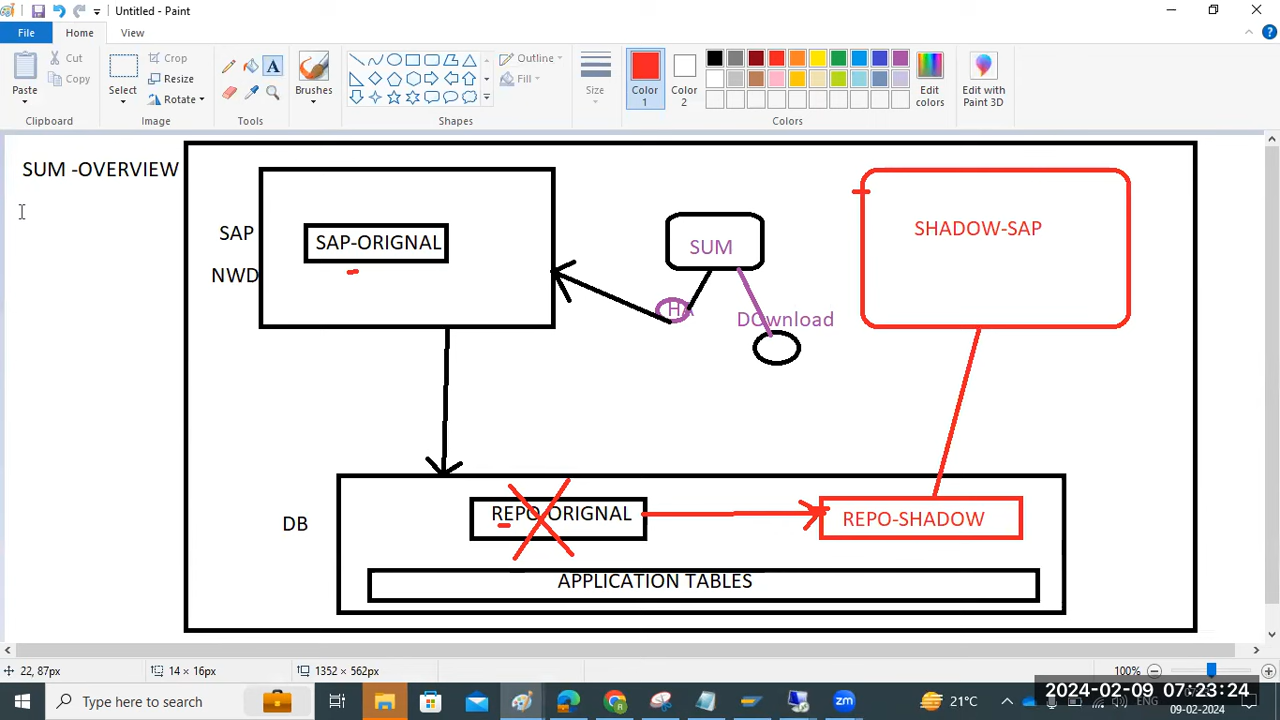 Untitled - Paint
File
Home
View
Paste
Cut
Copy
Clipboard
Select
Crop
Resize
Rotate
Image
A
Tools
Brushes
Outline
Fill
Shapes
Size
Color
1
Color
2
Edit
colors
Edit with
Paint 3D
Colors
SUM -OVERVIEW
SAP
NWD
SAP-ORIGNAL
SUM
HA
DOwnload
SHADOW-SAP
DB
REPO-ORIGNAL
REPO-SHADOW
APPLICATION TABLES
22, 87px
14 × 16px
1352 × 562px
100%
Type here to search
zm
21°C
ENG
2024-02-09 07:23:24
09-02-2024